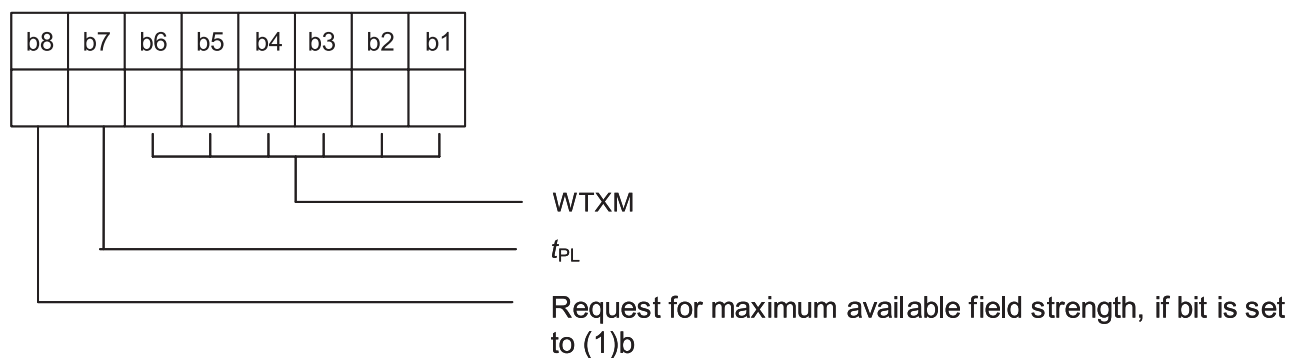 b8 b7 b6 b5 b4 b3 b2 b1
WTXM
tPL
Request for maximum available field strength, if bit is set
to (1)b